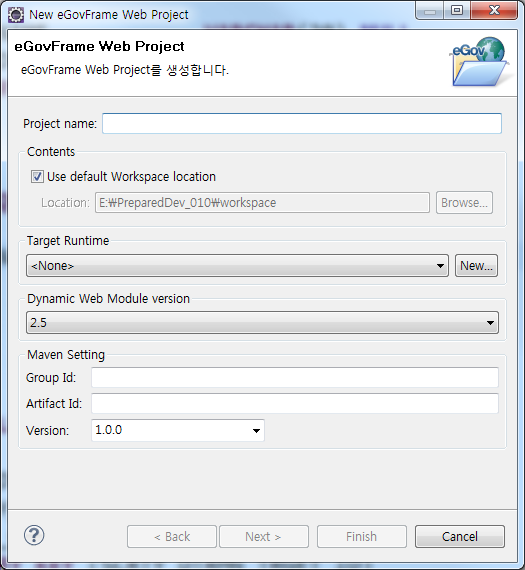 New eGovFrame Web Project
eGovFrame Web Project
eGovFrame Web Project를 생성합니다.
eGov
Project name:
Contents
Use default Workspace location
Location: E:₩PreparedDev_010₩workspace Browse...
Target Runtime
<None> New...
Dynamic Web Module version
2.5
Maven Setting
Group Id:
Artifact Id:
Version: 1.0.0
? < Back Next > Finish Cancel